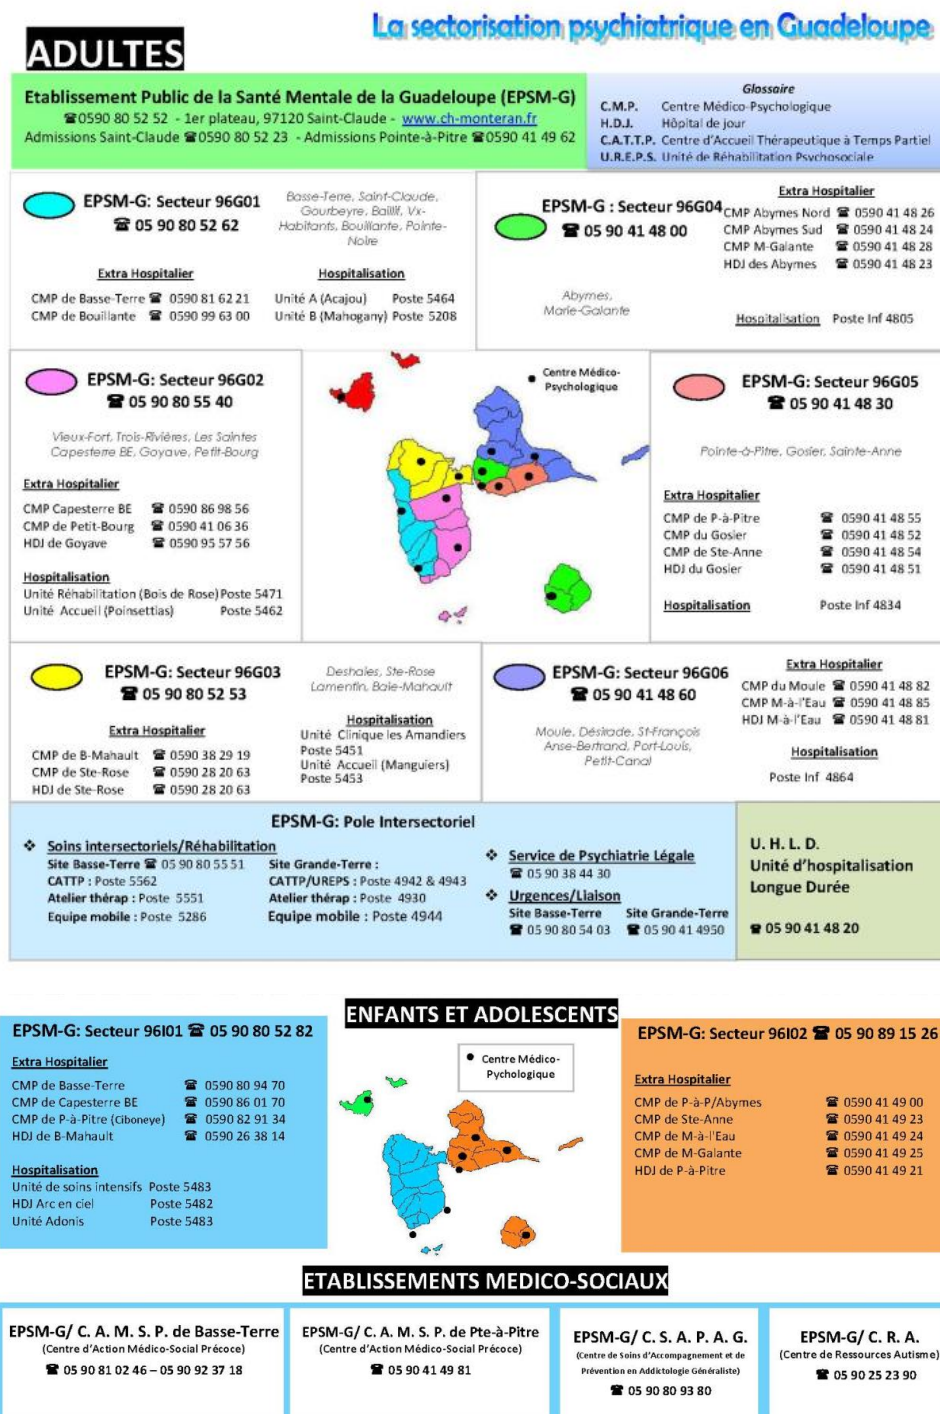 La sectorisation psychiatrique en Guadeloupe
ADULTES
Etablissement Public de la Santé Mentale de la Guadeloupe (EPSM-G)
☎0590 80 52 52 - 1er plateau, 97120 Saint-Claude - www.ch-monteran.fr
Admissions Saint-Claude ☎0590 80 52 23 - Admissions Pointe-à-Pitre ☎0590 41 49 62
Glossaire
C.M.P. Centre Médico-Psychologique
H.D.J. Hôpital de jour
C.A.T.T.P. Centre d'Accueil Thérapeutique à Temps Partiel
U.R.E.P.S. Unité de Réhabilitation Psychosociale
EPSM-G: Secteur 96G01
☎ 05 90 80 52 62
Basse-Terre, Saint-Claude,
Gourbeyre, Baillif, Vx-
Habitants, Bouillante, Pointe-
Noire
Extra Hospitalier
CMP de Basse-Terre ☎ 0590 81 62 21
CMP de Bouillante ☎ 0590 99 63 00
Hospitalisation
Unité A (Acajou) Poste 5464
Unité B (Mahogany) Poste 5208
EPSM-G : Secteur 96G04
☎ 05 90 41 48 00
Abymes,
Marie-Galante
Extra Hospitalier
CMP Abymes Nord ☎ 0590 41 48 26
CMP Abymes Sud ☎ 0590 41 48 24
CMP M-Galante ☎ 0590 41 48 28
HDJ des Abymes ☎ 0590 41 48 23
Hospitalisation Poste Inf 4805
EPSM-G: Secteur 96G02
☎ 05 90 80 55 40
Vieux-Fort, Trois-Rivières, Les Saintes
Capesterre BE, Goyave, Petit-Bourg
Extra Hospitalier
CMP Capesterre BE ☎ 0590 86 98 56
CMP de Petit-Bourg ☎ 0590 41 06 36
HDJ de Goyave ☎ 0590 95 57 56
Hospitalisation
Unité Réhabilitation (Bois de Rose) Poste 5471
Unité Accueil (Poinsettias) Poste 5462
Centre Médico-
Psychologique
EPSM-G: Secteur 96G05
☎ 05 90 41 48 30
Pointe-à-Pitre, Gosier, Sainte-Anne
Extra Hospitalier
CMP de P-à-Pitre ☎ 0590 41 48 55
CMP du Gosier ☎ 0590 41 48 52
CMP de Ste-Anne ☎ 0590 41 48 54
HDJ du Gosier ☎ 0590 41 48 51
Hospitalisation Poste Inf 4834
EPSM-G: Secteur 96G03
☎ 05 90 80 52 53
Deshaies, Ste-Rose
Lamentin, Baie-Mahault
Extra Hospitalier
CMP de B-Mahault ☎ 0590 38 29 19
CMP de Ste-Rose ☎ 0590 28 20 63
HDJ de Ste-Rose ☎ 0590 28 20 63
Hospitalisation
Unité Clinique les Amandiers
Poste 5451
Unité Accueil (Manguiers)
Poste 5453
EPSM-G: Secteur 96G06
☎ 05 90 41 48 60
Moule, Désirade, St-François
Anse-Bertrand, Port-Louis,
Petit-Canal
Extra Hospitalier
CMP du Moule ☎ 0590 41 48 82
CMP M-à-l'Eau ☎ 0590 41 48 85
HDJ M-à-l'Eau ☎ 0590 41 48 81
Hospitalisation
Poste Inf 4864
EPSM-G: Pole Intersectoriel
❖ Soins intersectoriels/Réhabilitation
Site Basse-Terre ☎ 05 90 80 55 51
CATTP : Poste 5562
Atelier thérap : Poste 5551
Equipe mobile : Poste 5286
Site Grande-Terre :
CATTP/UREPS : Poste 4942 & 4943
Atelier thérap : Poste 4930
Equipe mobile : Poste 4944
❖ Service de Psychiatrie Légale
☎ 05 90 38 44 30
❖ Urgences/Liaison
Site Basse-Terre Site Grande-Terre
☎ 05 90 80 54 03 ☎ 05 90 41 4950
U. H. L. D.
Unité d'hospitalisation
Longue Durée
☎ 05 90 41 48 20
ENFANTS ET ADOLESCENTS
EPSM-G: Secteur 96I01 ☎ 05 90 80 52 82
Extra Hospitalier
CMP de Basse-Terre ☎ 0590 80 94 70
CMP de Capesterre BE ☎ 0590 86 01 70
CMP de P-à-Pitre (Ciboneye) ☎ 0590 82 91 34
HDJ de B-Mahault ☎ 0590 26 38 14
Hospitalisation
Unité de soins intensifs Poste 5483
HDJ Arc en ciel Poste 5482
Unité Adonis Poste 5483
Centre Médico-
Pychologique
EPSM-G: Secteur 96I02 ☎ 05 90 89 15 26
Extra Hospitalier
CMP de P-à-P/Abymes ☎ 0590 41 49 00
CMP de Ste-Anne ☎ 0590 41 49 23
CMP de M-à-l'Eau ☎ 0590 41 49 24
CMP de M-Galante ☎ 0590 41 49 25
HDJ de P-à-Pitre ☎ 0590 41 49 21
ETABLISSEMENTS MEDICO-SOCIAUX
EPSM-G/ C. A. M. S. P. de Basse-Terre
(Centre d'Action Médico-Social Précoce)
☎ 05 90 81 02 46 – 05 90 92 37 18
EPSM-G/ C. A. M. S. P. de Pte-à-Pitre
(Centre d'Action Médico-Social Précoce)
☎ 05 90 41 49 81
EPSM-G/ C. S. A. P. A. G.
(Centre de Soins d'Accompagnement et de
Prévention en Addictologie Généraliste)
☎ 05 90 80 93 80
EPSM-G/ C. R. A.
(Centre de Ressources Autisme)
☎ 05 90 25 23 90